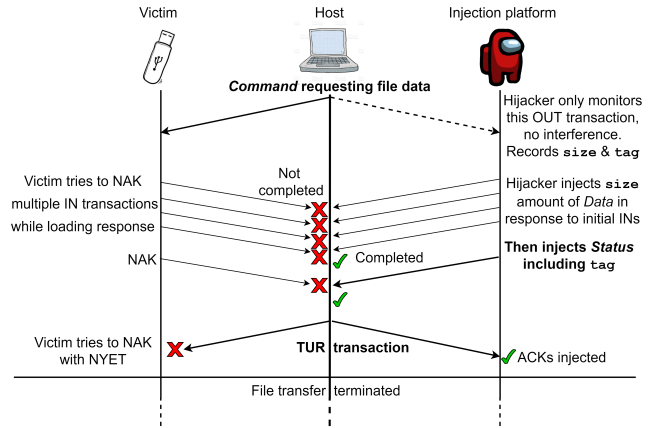 Victim
Host
Injection platform
Command requesting file data
Hijacker only monitors
this OUT transaction,
no interference.
Records size & tag
Not
completed
Victim tries to NAK
multiple IN transactions
while loading response
Hijacker injects size
amount of Data in
response to initial INs
NAK
Completed
Then injects Status
including tag
Victim tries to NAK
with NYET
TUR transaction
ACKs injected
File transfer terminated